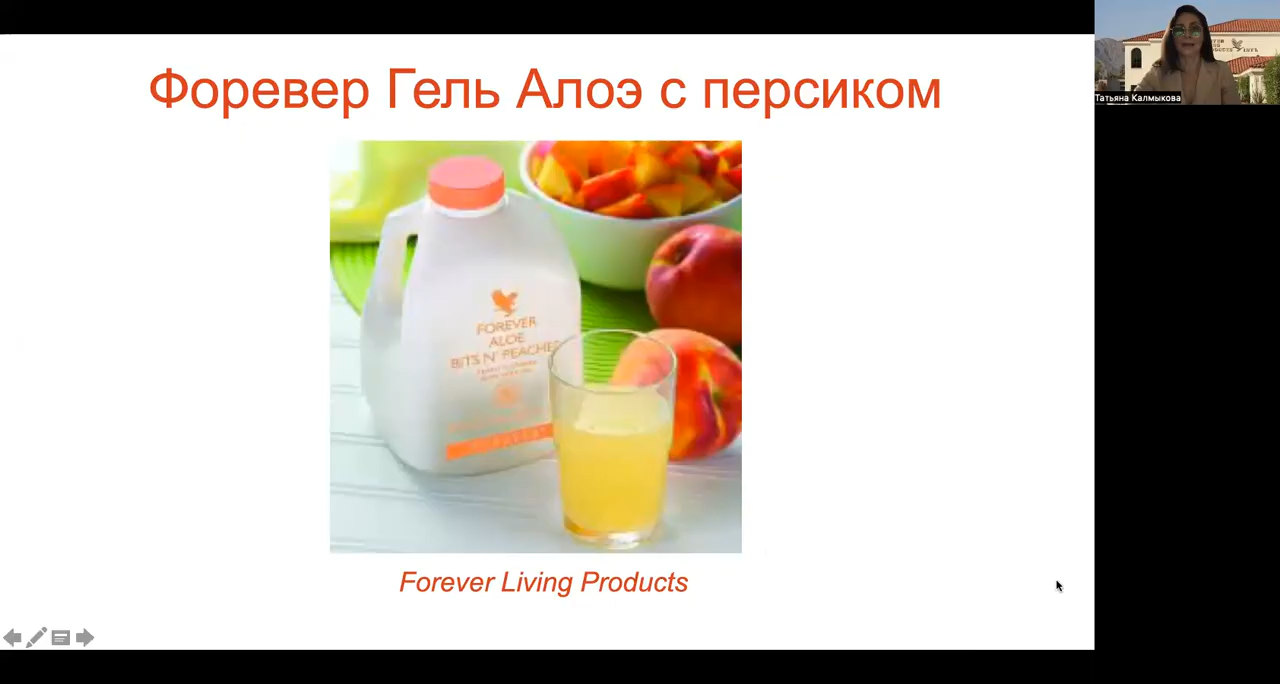 Форевер Гель Алоэ с персиком
Татьяна Калмыкова
FOREVER
ALOE
BITS N' PEACHES
Forever Living Products